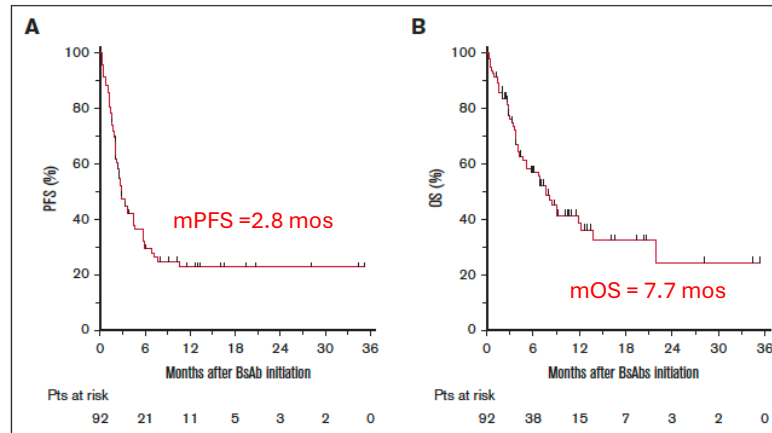 A
100
80
60
40
20
0
PFS (%)
mPFS =2.8 mos
0 6 12 18 24 30 36
Months after BsAb initiation
Pts at risk
92 21 11 5 3 2 0
B
100
80
60
40
20
0
OS (%)
mOS = 7.7 mos
0 6 12 18 24 30 36
Months after BsAbs initiation
Pts at risk
92 38 15 7 3 2 0